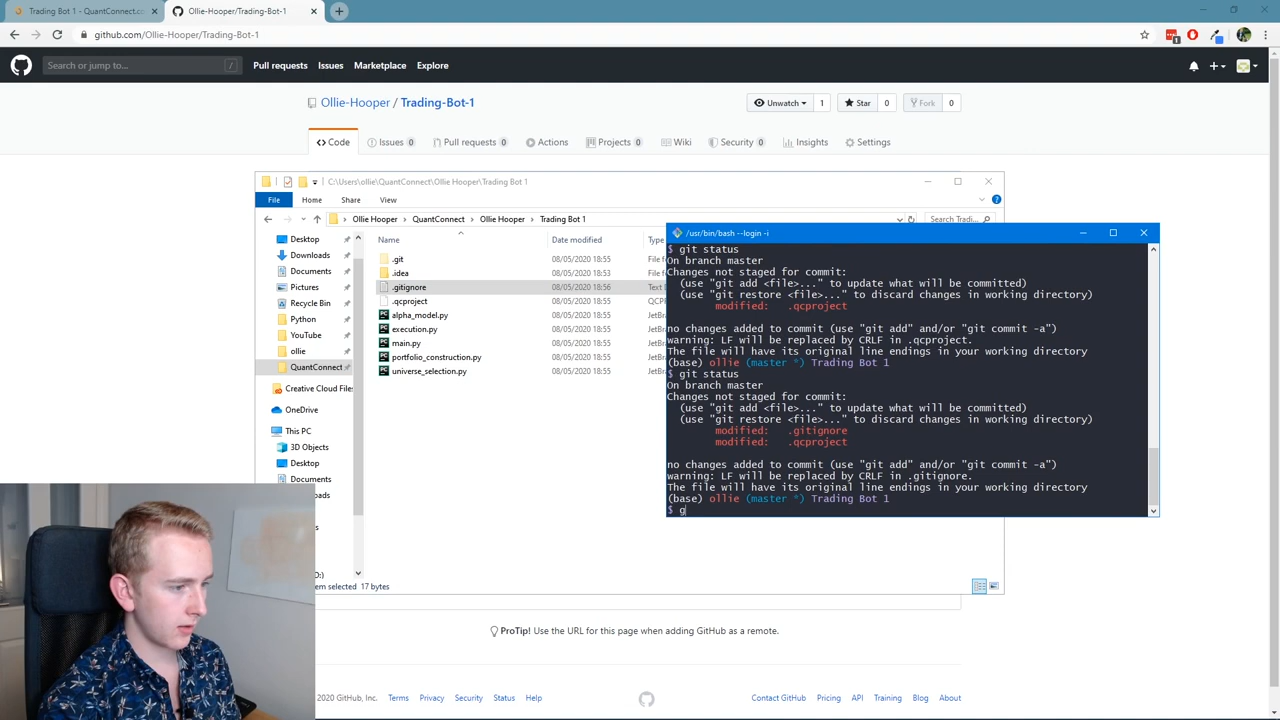 Trading Bot 1 - QuantConnect.cc
Ollie-Hooper/Trading-Bot-1
github.com/Ollie-Hooper/Trading-Bot-1
Search or jump to...
/
Pull requests
Issues
Marketplace
Explore
Ollie-Hooper / Trading-Bot-1
Unwatch
1
Star
0
Fork
0
Code
Issues 0
Pull requests 0
Actions
Projects 0
Wiki
Security 0
Insights
Settings
C:\Users\ollie\QuantConnect\Ollie Hooper\Trading Bot 1
File
Home
Share
View
Ollie Hooper
QuantConnect
Ollie Hooper
Trading Bot 1
Search Tradi...
Name
Date modified
Type
Desktop
Downloads
Documents
Pictures
Recycle Bin
Python
YouTube
ollie
QuantConnect
Creative Cloud Files
OneDrive
This PC
3D Objects
Desktop
Documents
.git
08/05/2020 18:55
File f
.idea
08/05/2020 18:53
File f
.gitignore
08/05/2020 18:56
Text D
.qcproject
08/05/2020 18:55
QCPR
alpha_model.py
08/05/2020 18:55
JetBra
execution.py
08/05/2020 18:55
JetBra
main.py
08/05/2020 18:55
JetBra
portfolio_construction.py
08/05/2020 18:55
JetBra
universe_selection.py
08/05/2020 18:55
JetBra
em selected 17 bytes
/usr/bin/bash --login -i
$ git status
On branch master
Changes not staged for commit:
(use "git add <file>..." to update what will be committed)
(use "git restore <file>..." to discard changes in working directory)
modified: .qcproject
no changes added to commit (use "git add" and/or "git commit -a")
warning: LF will be replaced by CRLF in .qcproject.
The file will have its original line endings in your working directory
(base) ollie (master *) Trading Bot 1
$ git status
On branch master
Changes not staged for commit:
(use "git add <file>..." to update what will be committed)
(use "git restore <file>..." to discard changes in working directory)
modified: .gitignore
modified: .qcproject
no changes added to commit (use "git add" and/or "git commit -a")
warning: LF will be replaced by CRLF in .gitignore.
The file will have its original line endings in your working directory
(base) ollie (master *) Trading Bot 1
$ g
ProTip! Use the URL for this page when adding GitHub as a remote.
2020 GitHub, Inc.
Terms
Privacy
Security
Status
Help
Contact GitHub
Pricing
API
Training
Blog
About